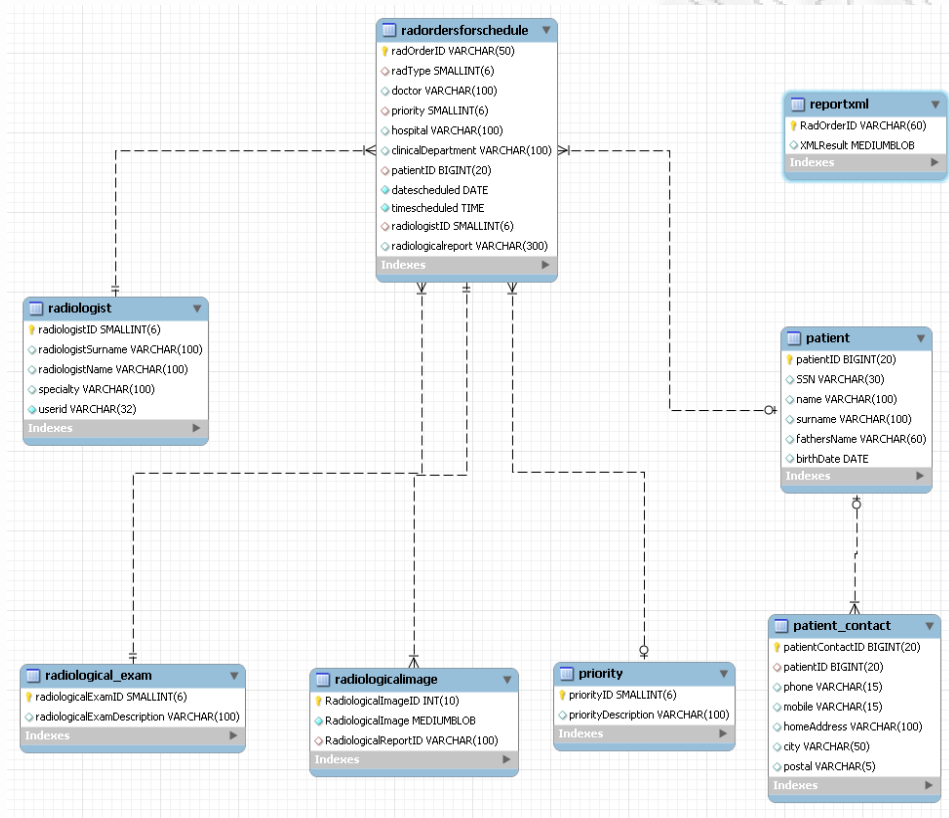 radordersforschedule
radOrderID VARCHAR(50)
radType SMALLINT(6)
doctor VARCHAR(100)
priority SMALLINT(6)
hospital VARCHAR(100)
clinicalDepartment VARCHAR(100)
patientID BIGINT(20)
datescheduled DATE
timescheduled TIME
radiologistID SMALLINT(6)
radiologicalreport VARCHAR(300)
Indexes
reportxml
RadOrderID VARCHAR(60)
XMLResult MEDIUMBLOB
Indexes
radiologist
radiologistID SMALLINT(6)
radiologistSurname VARCHAR(100)
radiologistName VARCHAR(100)
specialty VARCHAR(100)
userid VARCHAR(32)
Indexes
patient
patientID BIGINT(20)
SSN VARCHAR(30)
name VARCHAR(100)
surname VARCHAR(100)
fathersName VARCHAR(60)
birthDate DATE
Indexes
radiological_exam
radiologicalExamID SMALLINT(6)
radiologicalExamDescription VARCHAR(100)
Indexes
radiologicalimage
RadiologicalImageID INT(10)
RadiologicalImage MEDIUMBLOB
RadiologicalReportID VARCHAR(100)
Indexes
priority
priorityID SMALLINT(6)
priorityDescription VARCHAR(100)
Indexes
patient_contact
patientContactID BIGINT(20)
patientID BIGINT(20)
phone VARCHAR(15)
mobile VARCHAR(15)
homeAddress VARCHAR(100)
city VARCHAR(50)
postal VARCHAR(5)
Indexes